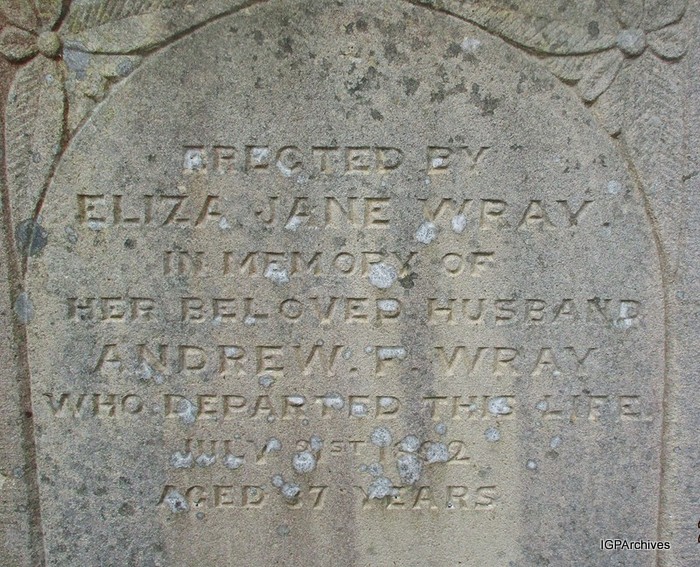 ERECTED BY
ELIZA JANE WRAY.
IN MEMORY OF
HER BELOVED HUSBAND
ANDREW. F. WRAY
WHO DEPARTED THIS LIFE
JULY
AGED 37 YEARS
IGPArchives